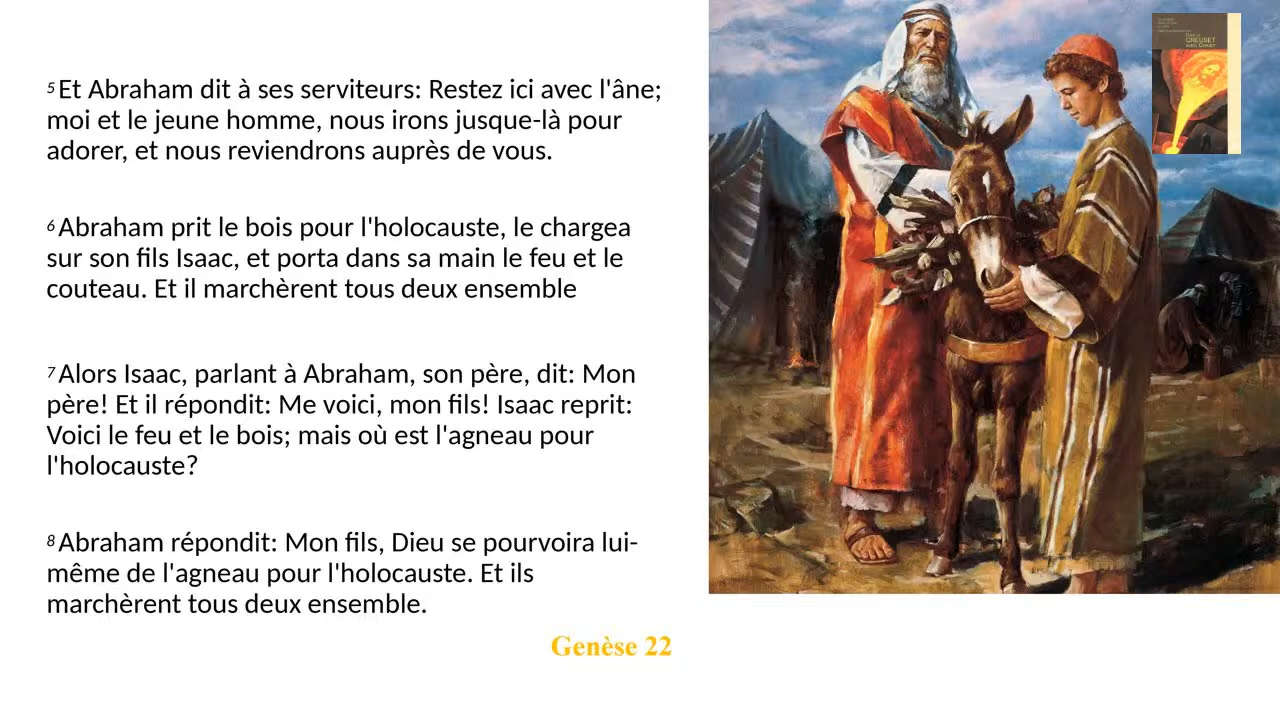 5 Et Abraham dit à ses serviteurs: Restez ici avec l'âne;
moi et le jeune homme, nous irons jusque-là pour
adorer, et nous reviendrons auprès de vous.
6 Abraham prit le bois pour l'holocauste, le chargea
sur son fils Isaac, et porta dans sa main le feu et le
couteau. Et il marchèrent tous deux ensemble
7 Alors Isaac, parlant à Abraham, son père, dit: Mon
père! Et il répondit: Me voici, mon fils! Isaac reprit:
Voici le feu et le bois; mais où est l'agneau pour
l'holocauste?
8 Abraham répondit: Mon fils, Dieu se pourvoira lui-
même de l'agneau pour l'holocauste. Et ils
marchèrent tous deux ensemble.
Genèse 22
CREUSET